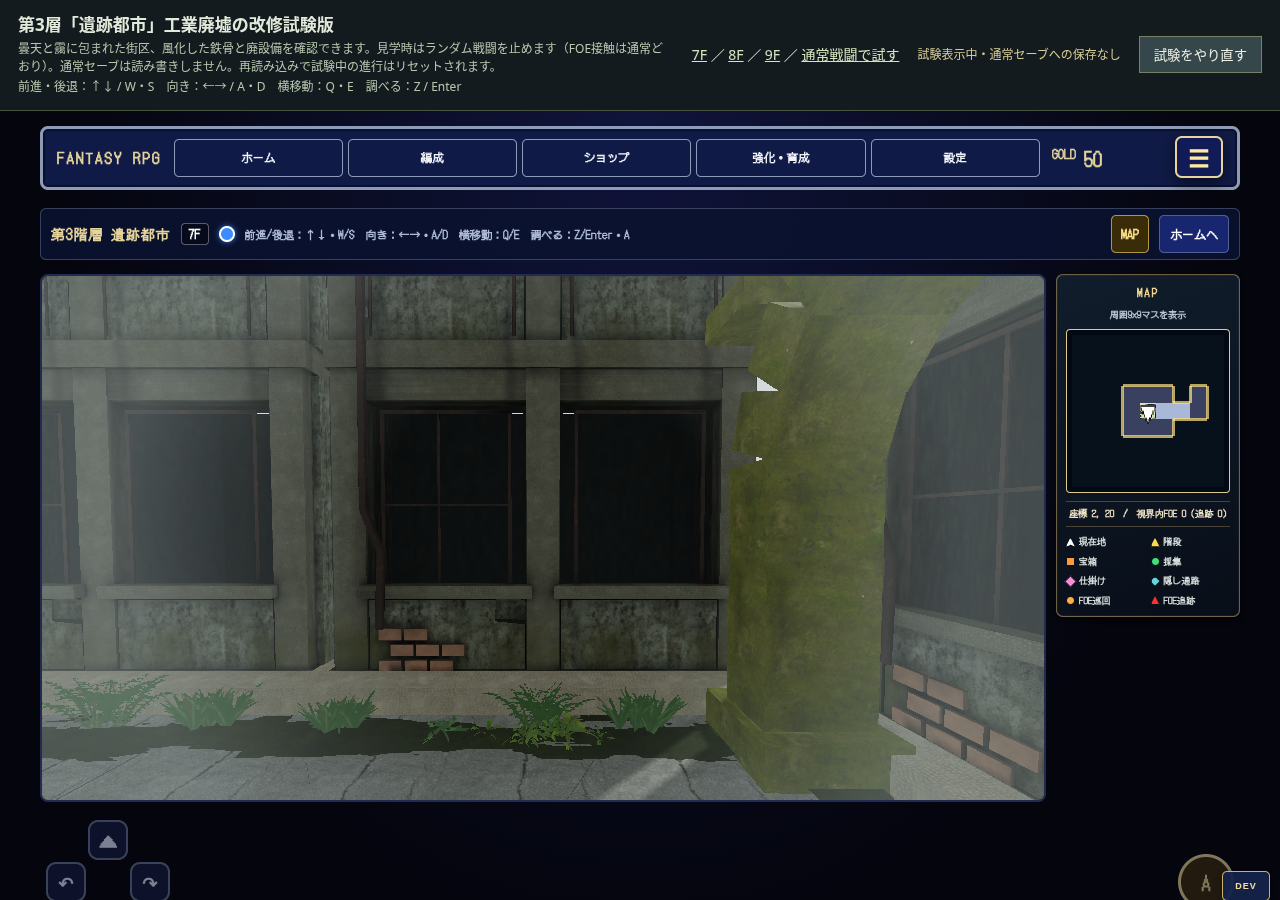 第3層「遺跡都市」工業廃墟の改修試験版
曇天と霧に包まれた街区、風化した鉄骨と廃設備を確認できます。見学時はランダム戦闘を止めます（FOE接触は通常ど
おり）。通常セーブは読み書きしません。再読み込みで試験中の進行はリセットされます。
前進・後退：↑ ↓ / W・S　向き：←→ / A・D　横移動：Q・E　調べる：Z / Enter
7F ／ 8F ／ 9F ／ 通常戦闘で試す
試験表示中・通常セーブへの保存なし
試験をやり直す
FANTASY RPG
ホーム
編成
ショップ
強化・育成
設定
GOLD 50
第3階層 遺跡都市
7F
前進/後退：↑↓・W/S　向き：←→・A/D　横移動：Q/E　調べる：Z/Enter・A
MAP
ホームへ
MAP
周囲9x9マスを表示
座標 2, 20 / 視界内FOE 0 (追跡 0)
現在地
階段
宝箱
採集
仕掛け
隠し通路
FOE巡回
FOE追跡
A
DEV